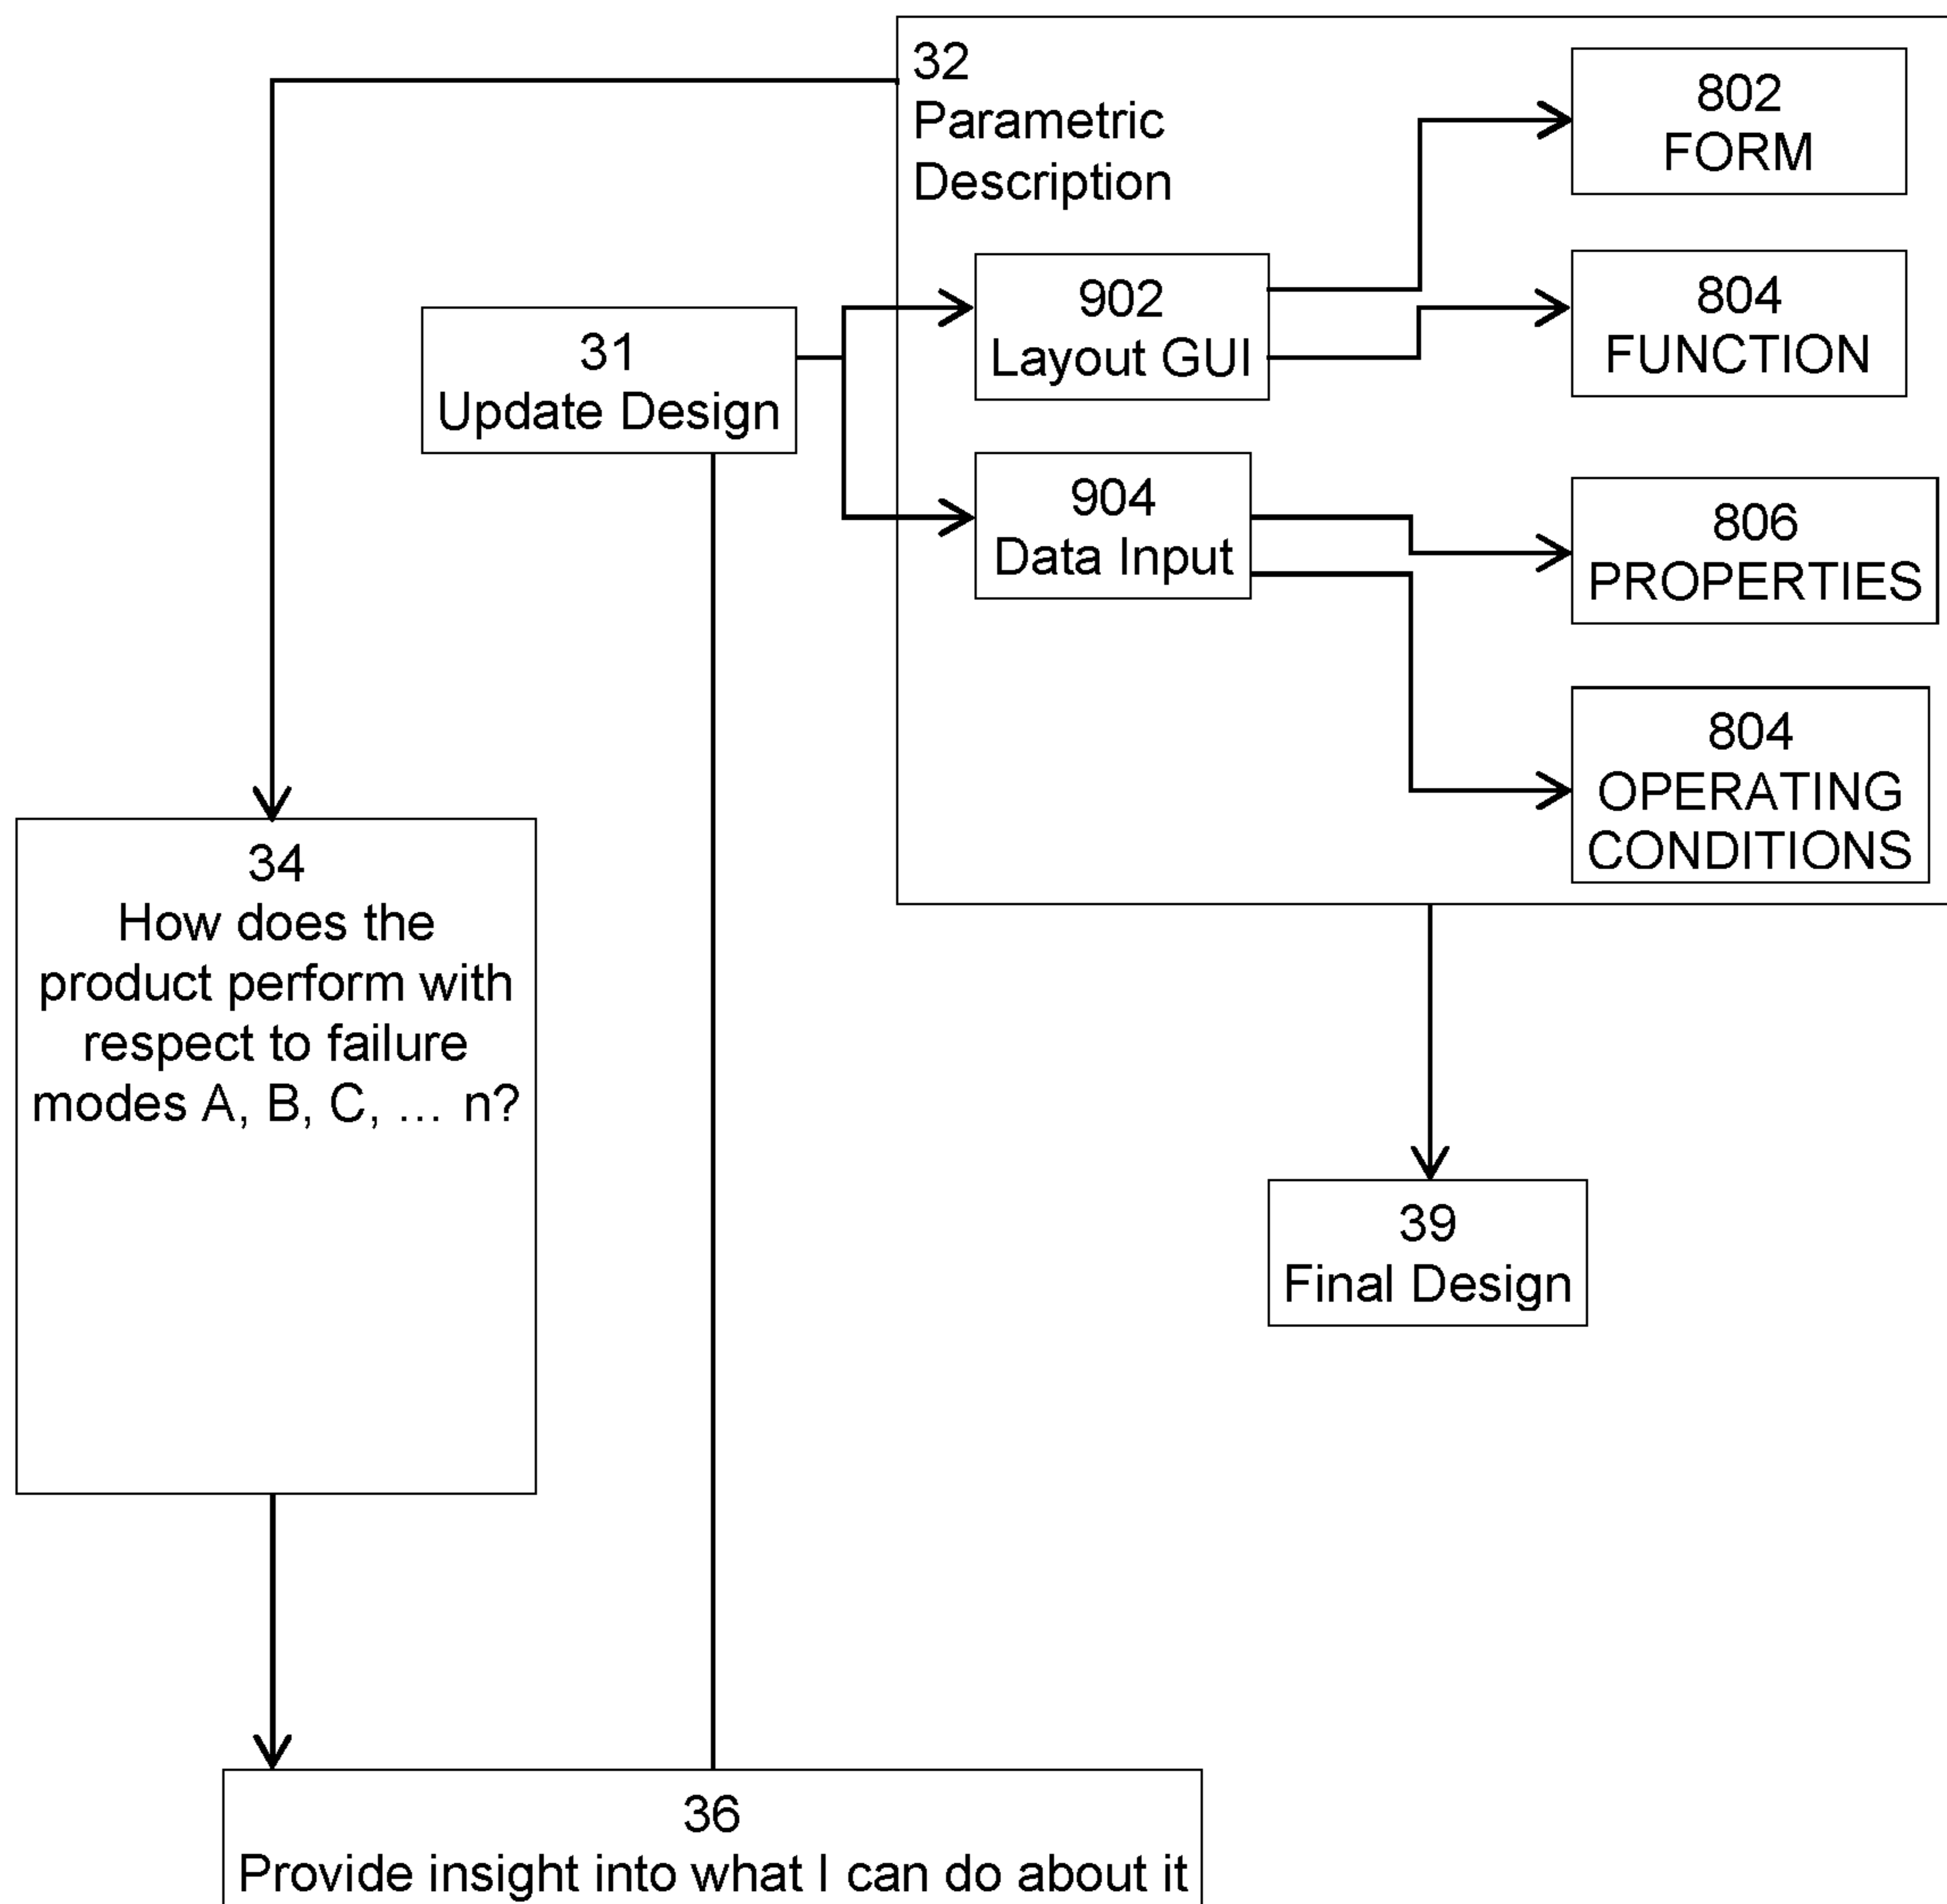 32
Parametric
Description
802
FORM
902
Layout GUI
804
FUNCTION
31
Update Design
904
Data Input
806
PROPERTIES
804
OPERATING
CONDITIONS
34
How does the
product perform with
respect to failure
modes A, B, C, ... n?
39
Final Design
36
Provide insight into what I can do about it